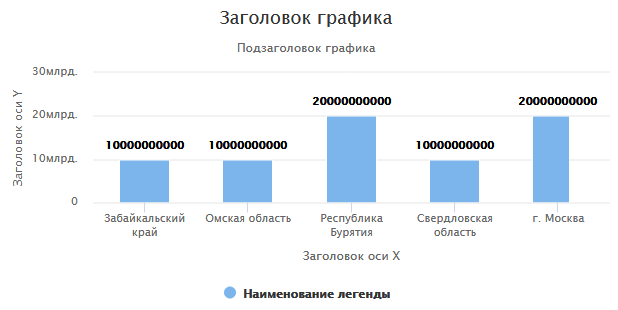 Заголовок графика
Подзаголовок графика
Заголовок оси Y
30млрд.
20млрд.
10млрд.
0
10000000000
10000000000
20000000000
10000000000
20000000000
Забайкальский
край
Омская область
Республика
Бурятия
Свердловская
область
г. Москва
Заголовок оси X
Наименование легенды